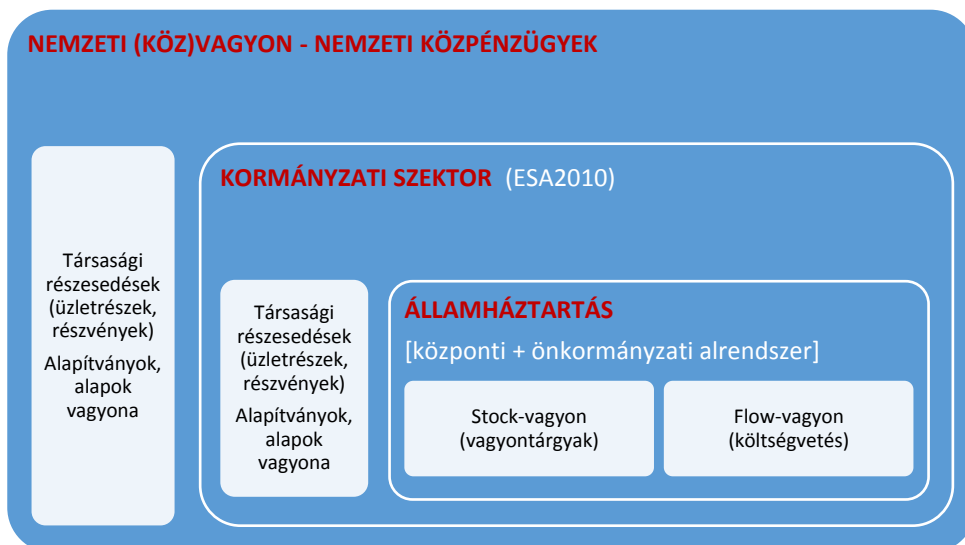 NEMZETI (KÖZ)VAGYON - NEMZETI KÖZPÉNZÜGYEK
Társasági
részesedések
(üzletrészek,
részvények)
Alapítványok,
alapok
vagyona
KORMÁNYZATI SZEKTOR (ESA2010)
Társasági
részesedések
(üzletrészek,
részvények)
Alapítványok,
alapok
vagyona
ÁLLAMHÁZTARTÁS
[központi + önkormányzati alrendszer]
Stock-vagyon
(vagyontárgyak)
Flow-vagyon
(költségvetés)